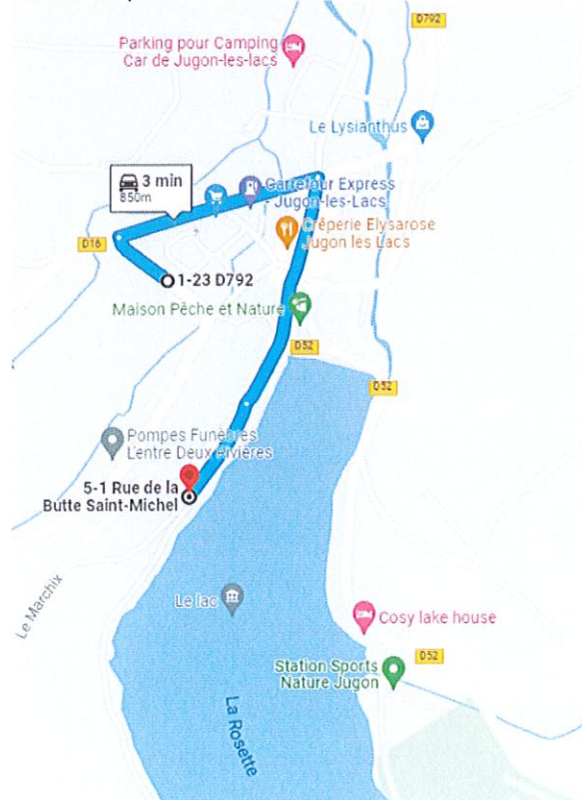 D792
Parking pour Camping
Car de Jugon-les-lacs
Le Lysianthus
3 min
850m
Carrefour Express
- Jugon-les-Lacs
Crêperie Elysarose
Jugon les Lacs
D16
1-23 D792
Maison Pêche et Nature
D52
D52
Pompes Funèbres
L'entre Deux Rivières
5-1 Rue de la
Butte Saint-Michel
Le Marchix
Le lac
Cosy lake house
D52
Station Sports
Nature Jugon
La Rosette